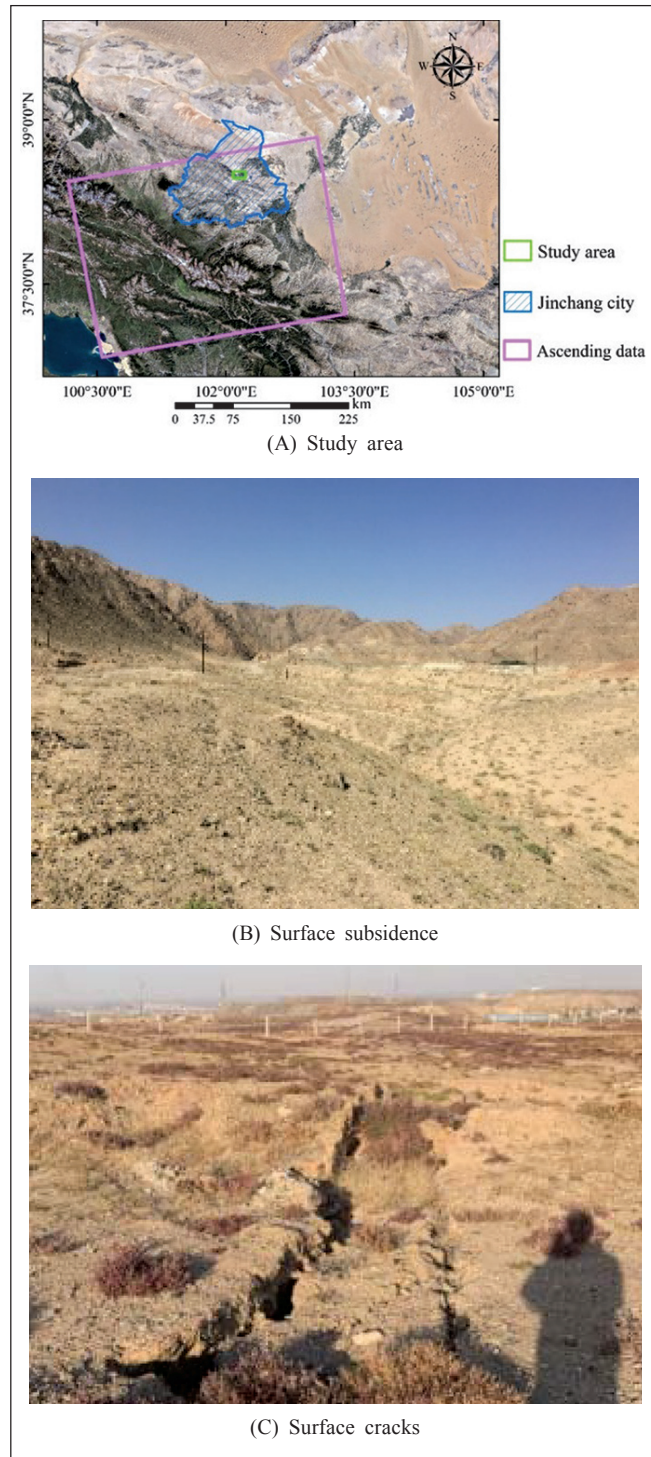 N
W E
S
39°0'0"N
37°30'0"N
Study area
Jinchang city
Ascending data
100°30'0"E 102°0'0"E 103°30'0"E 105°0'0"E
km
0 37.5 75 150 225
(A) Study area
(B) Surface subsidence
(C) Surface cracks